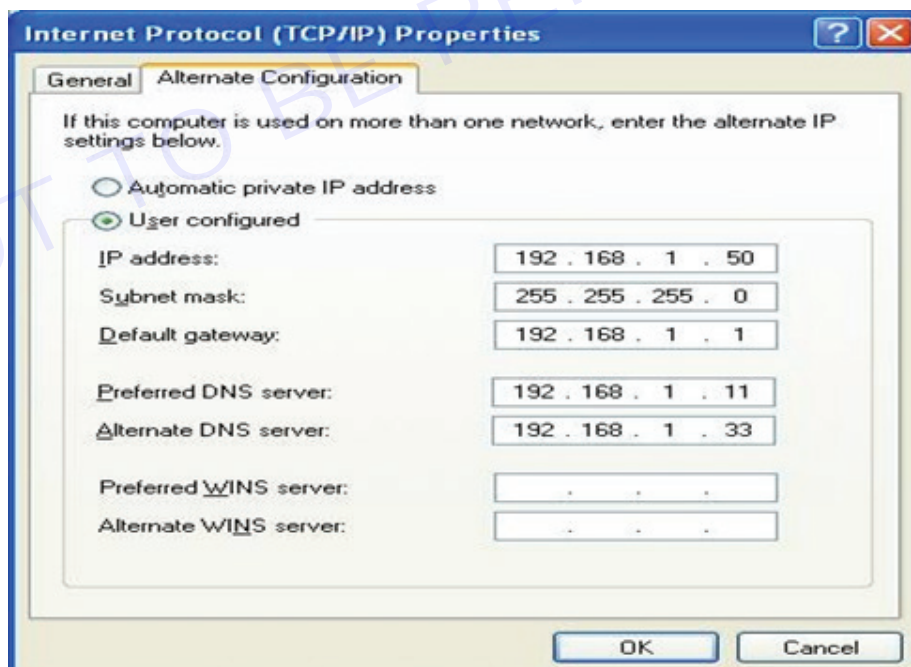 Internet Protocol (TCP/IP) Properties
General Alternate Configuration
If this computer is used on more than one network, enter the alternate IP
settings below.
Automatic private IP address
User configured
IP address: 192 . 168 . 1 . 50
Subnet mask: 255 . 255 . 255 . 0
Default gateway: 192 . 168 . 1 . 1
Preferred DNS server: 192 . 168 . 1 . 11
Alternate DNS server: 192 . 168 . 1 . 33
Preferred WINS server: . . .
Alternate WINS server: . . .
OK Cancel
TO BE